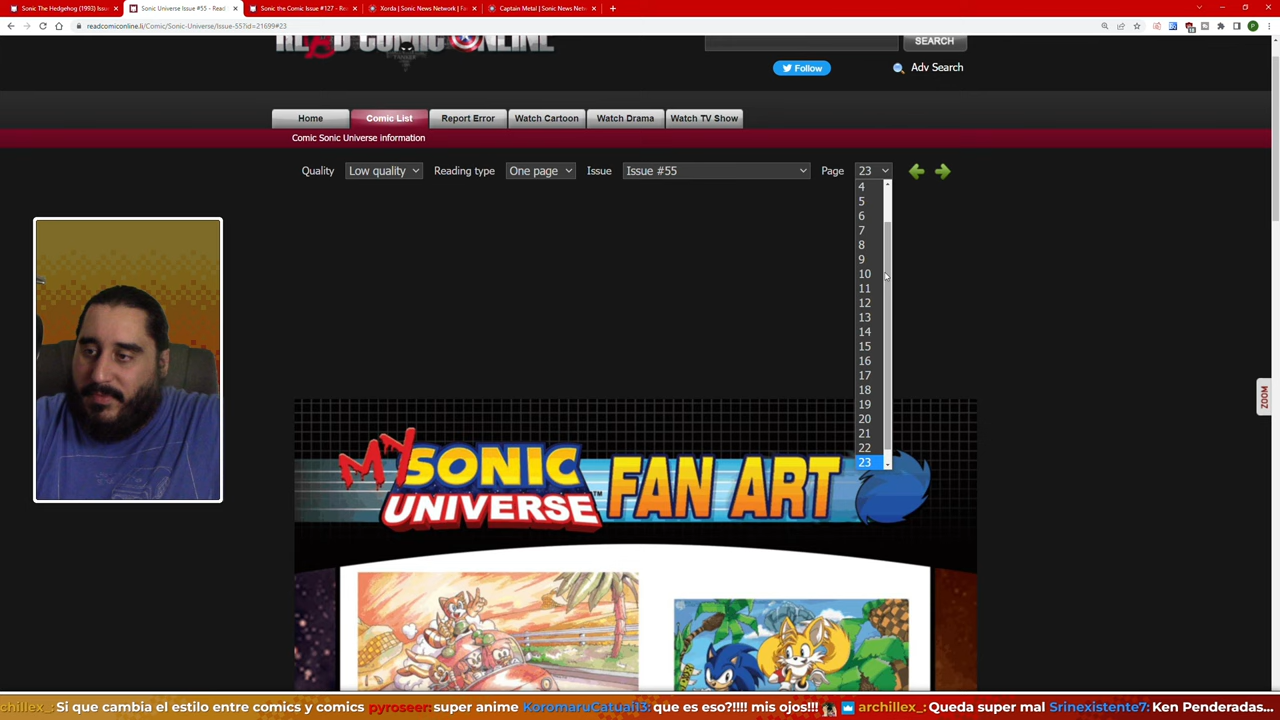 Sonic The Hedgehog (1993) Issue
Sonic Universe Issue #55 - Read
Sonic the Comic Issue #127 - Re
Xorda | Sonic News Network | Fa
Captain Metal | Sonic News Netw
readcomiconline.li/Comic/Sonic-Universe/Issue-55?id=21699#23
READ COMIC ONLINE
SEARCH
Follow
Adv Search
Home
Comic List
Report Error
Watch Cartoon
Watch Drama
Watch TV Show
Comic Sonic Universe information
Quality Low quality Reading type One page Issue Issue #55 Page 23
4
5
6
7
8
9
10
11
12
13
14
15
16
17
18
19
20
21
22
23
ZOOM
MY SONIC UNIVERSE FAN ART
archillex_: Si que cambia el estilo entre comics y comics pyroseer: super anime KoromaruCatuai13: que es eso?!!!! mis ojos!!! archillex_: Queda super mal Srinexistente7: Ken Penderadas...